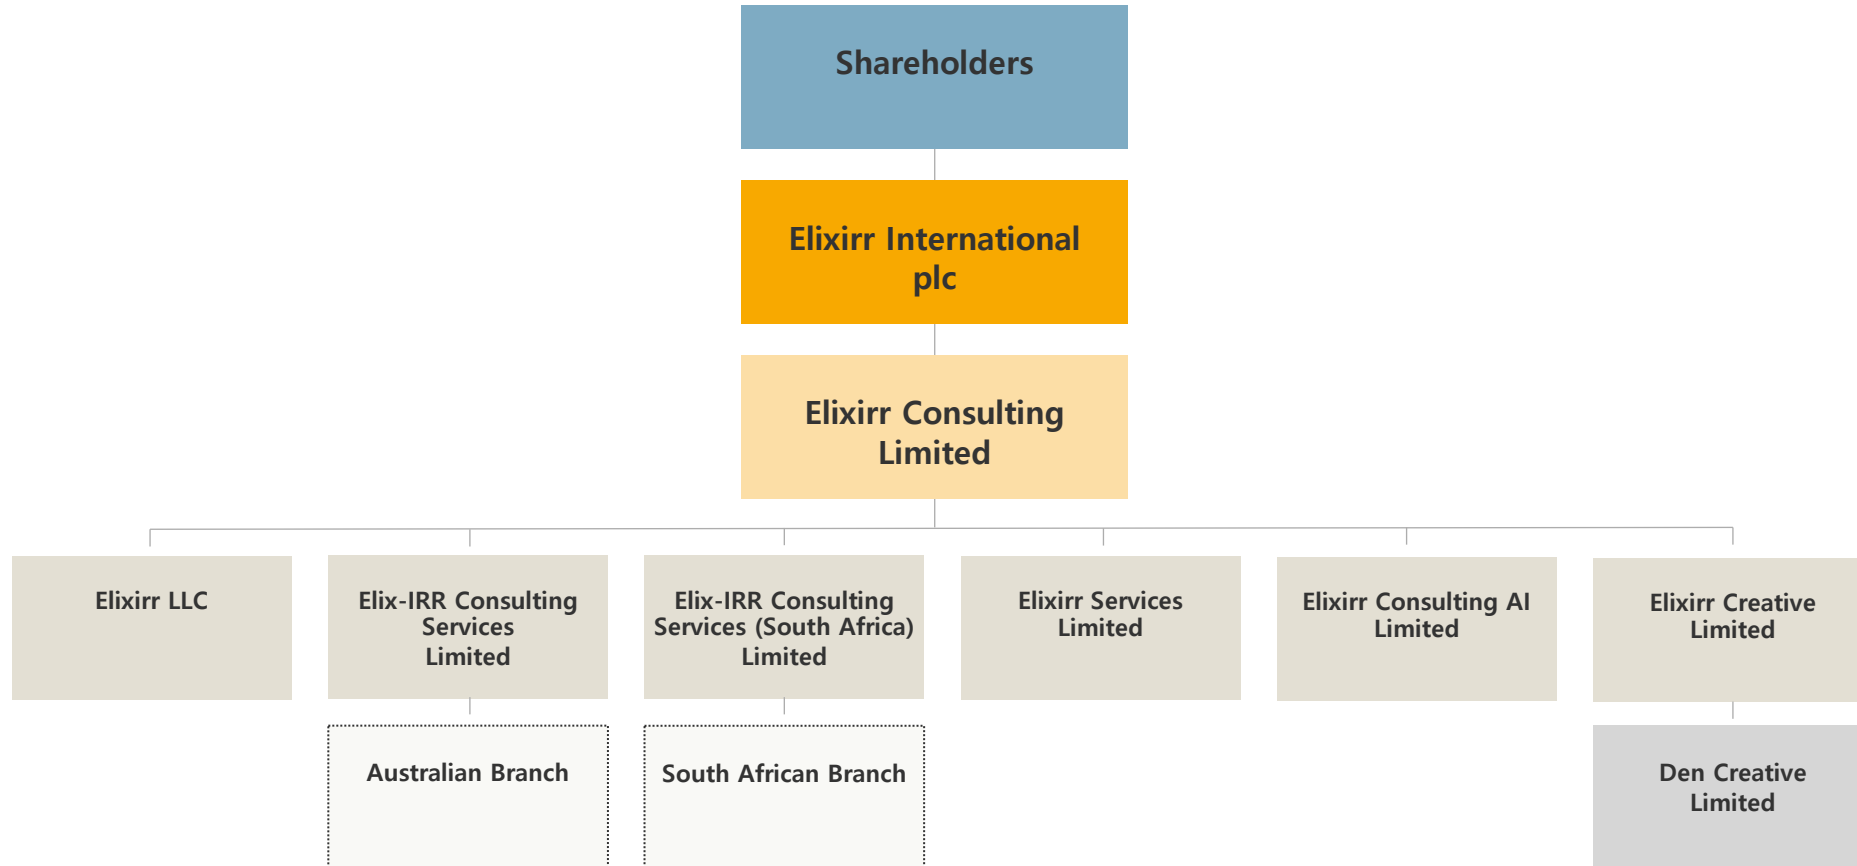 Shareholders
Elixirr International
plc
Elixirr Consulting
Limited
Elixirr LLC
Elix-IRR Consulting
Services
Limited
Elix-IRR Consulting
Services (South Africa)
Limited
Elixirr Services
Limited
Elixirr Consulting AI
Limited
Elixirr Creative
Limited
Australian Branch
South African Branch
Den Creative
Limited